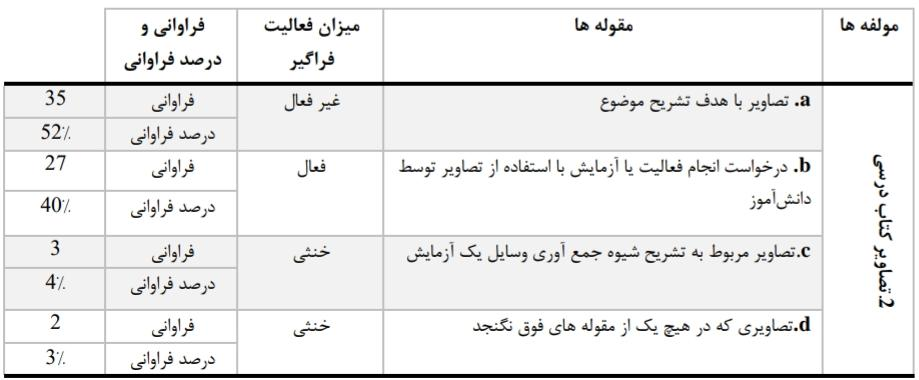 مولفه ها	مقوله ها	میزان فعالیت فراگیر	فراوانی و درصد فراوانی
2.تصاویر کتاب درسی
a. تصاویر با هدف تشریح موضوع	غیر فعال	فراوانی	35
درصد فراوانی	52٪
b. درخواست انجام فعالیت یا آزمایش با استفاده از تصاویر توسط	فعال	فراوانی	27
دانش‌آموز	درصد فراوانی	40٪
c.تصاویر مربوط به تشریح شیوه جمع آوری وسایل یک آزمایش	خنثی	فراوانی	3
درصد فراوانی	4٪
d.تصاویری که در هیچ یک از مقوله های فوق نگنجد	خنثی	فراوانی	2
درصد فراوانی	3٪